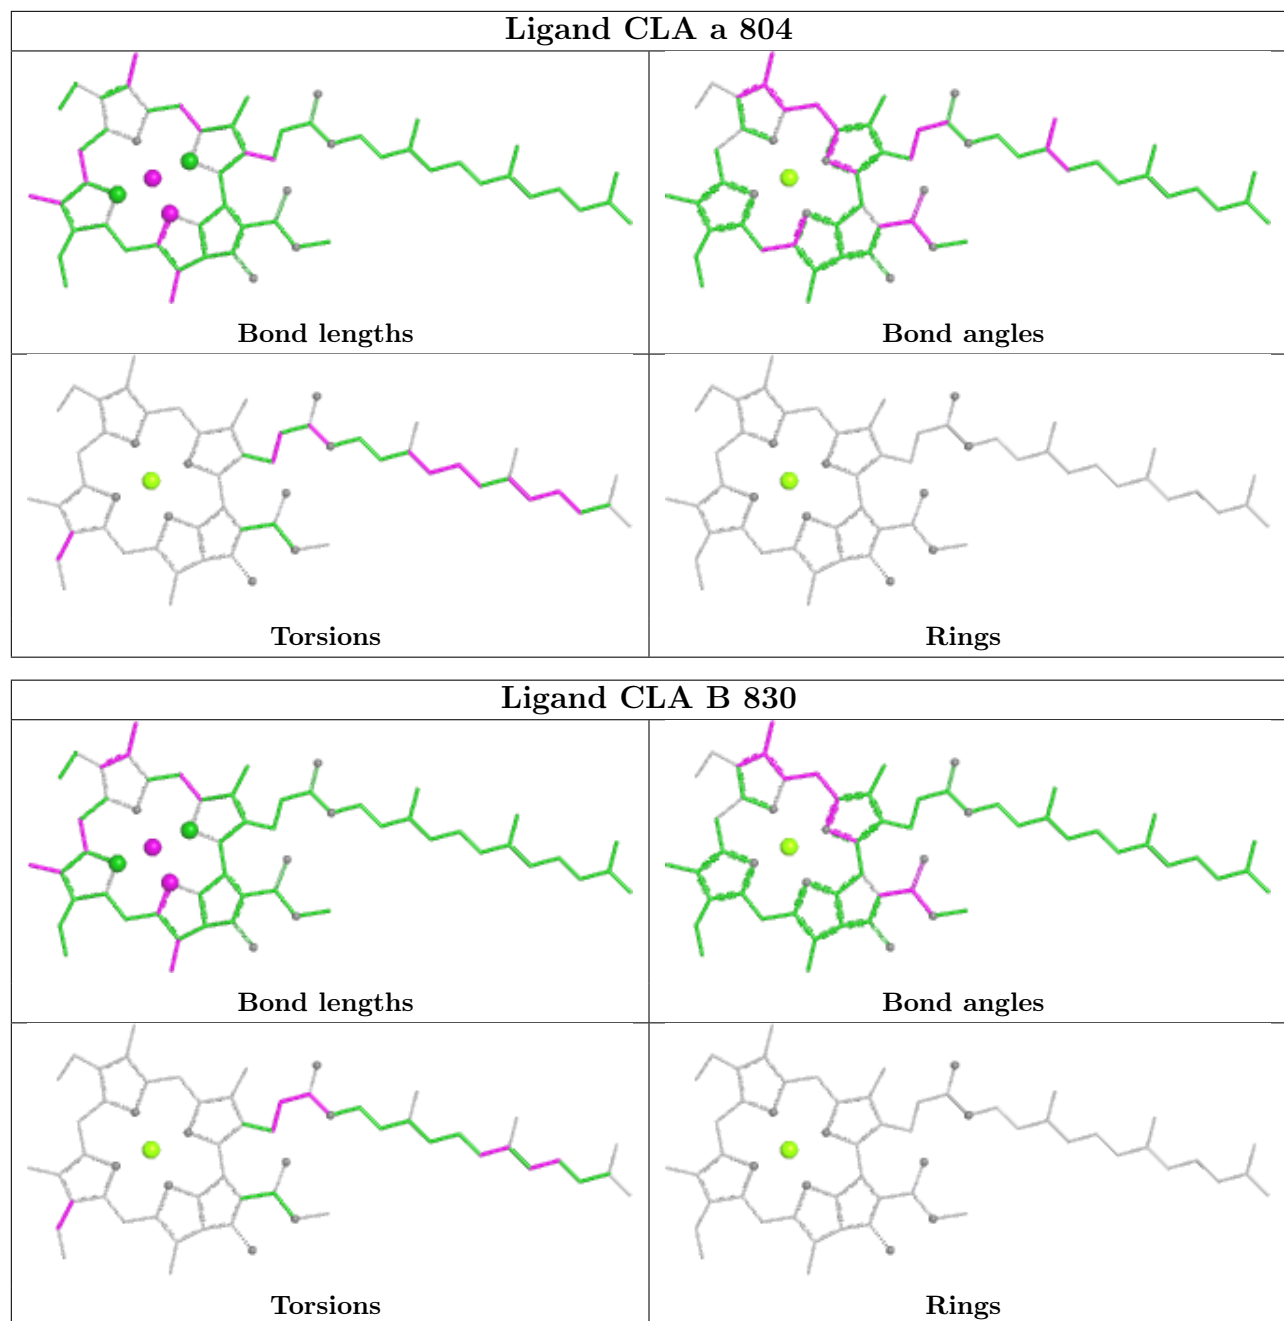 Ligand CLA a 804
Bond lengths
Bond angles
Torsions
Rings
Ligand CLA B 830
Bond lengths
Bond angles
Torsions
Rings